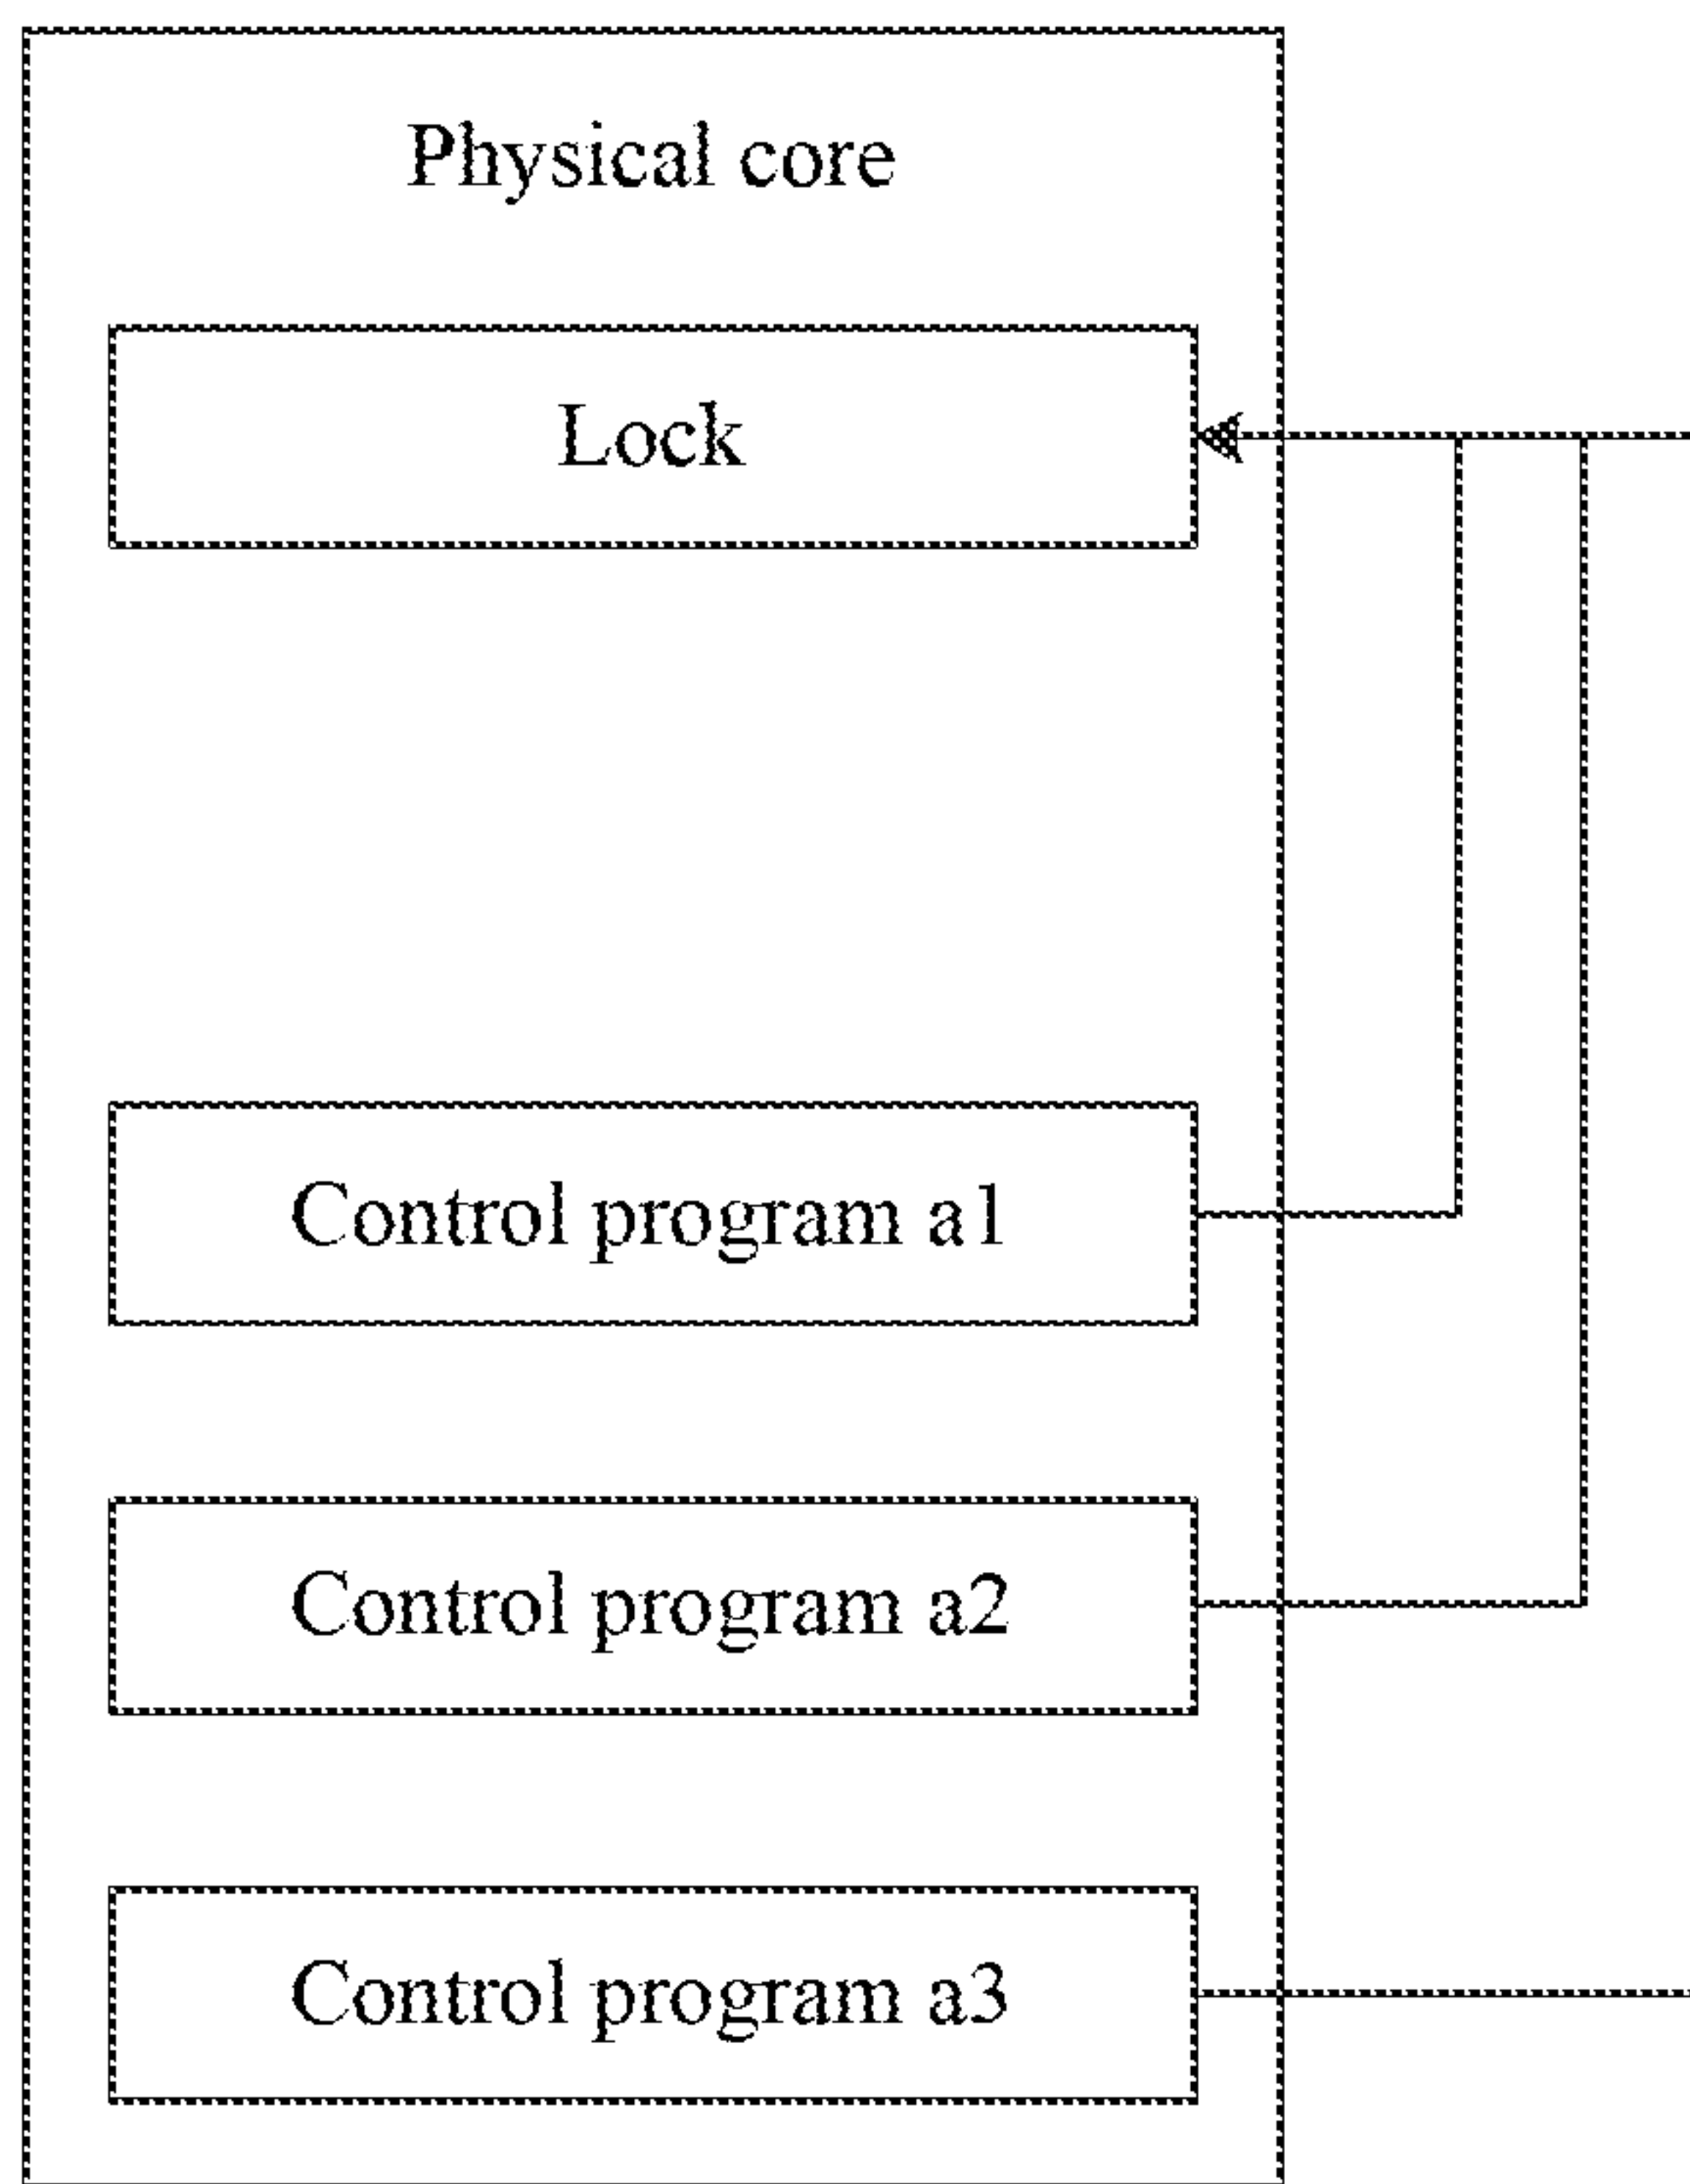 Physical core
Lock
Control program a1
Control program a2
Control program a3